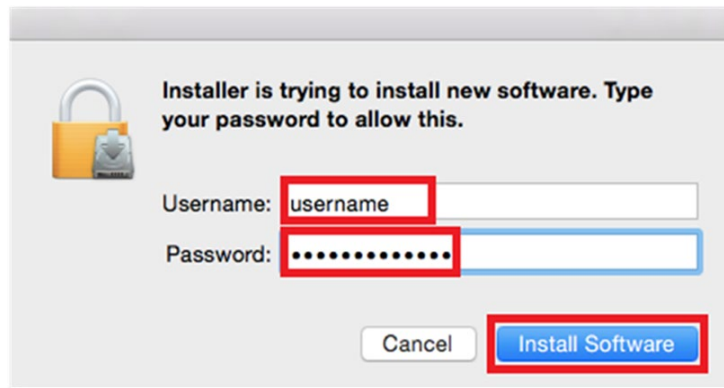 Installer is trying to install new software. Type
your password to allow this.
Username: username
Password: •••••••••••••
Cancel Install Software